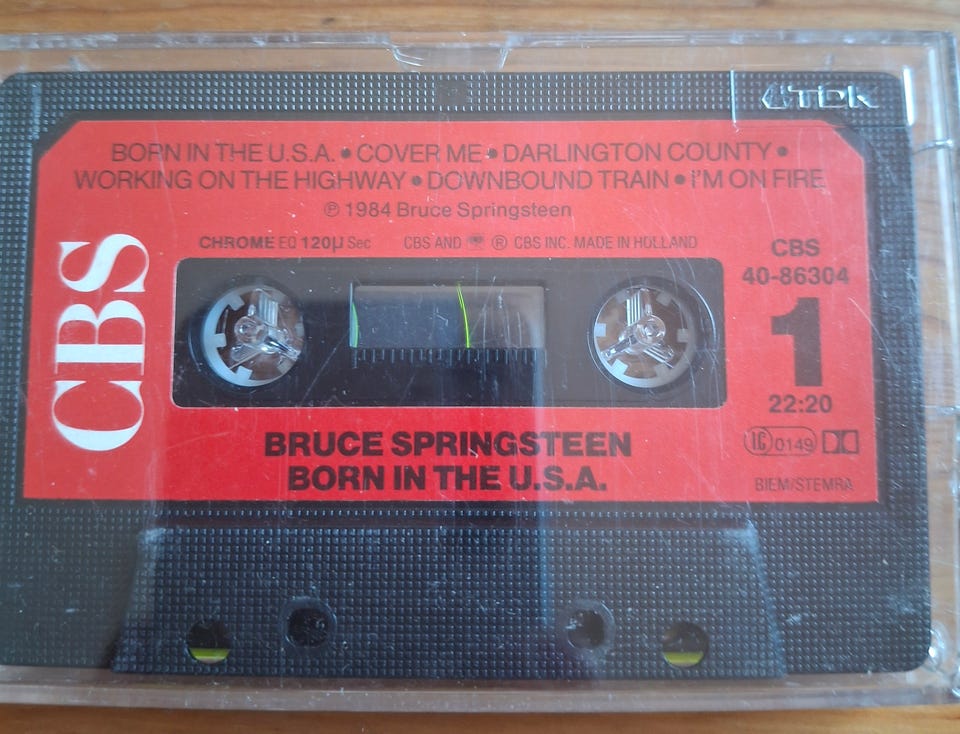 TDK
BORN IN THE U.S.A. • COVER ME • DARLINGTON COUNTY •
WORKING ON THE HIGHWAY • DOWNBOUND TRAIN • I'M ON FIRE
℗ 1984 Bruce Springsteen
CHROME EQ 120µ Sec CBS AND ® CBS INC. MADE IN HOLLAND
CBS
CBS
40-86304
1
22:20
BRUCE SPRINGSTEEN
BORN IN THE U.S.A.
LC 0149
BIEM/STEMRA